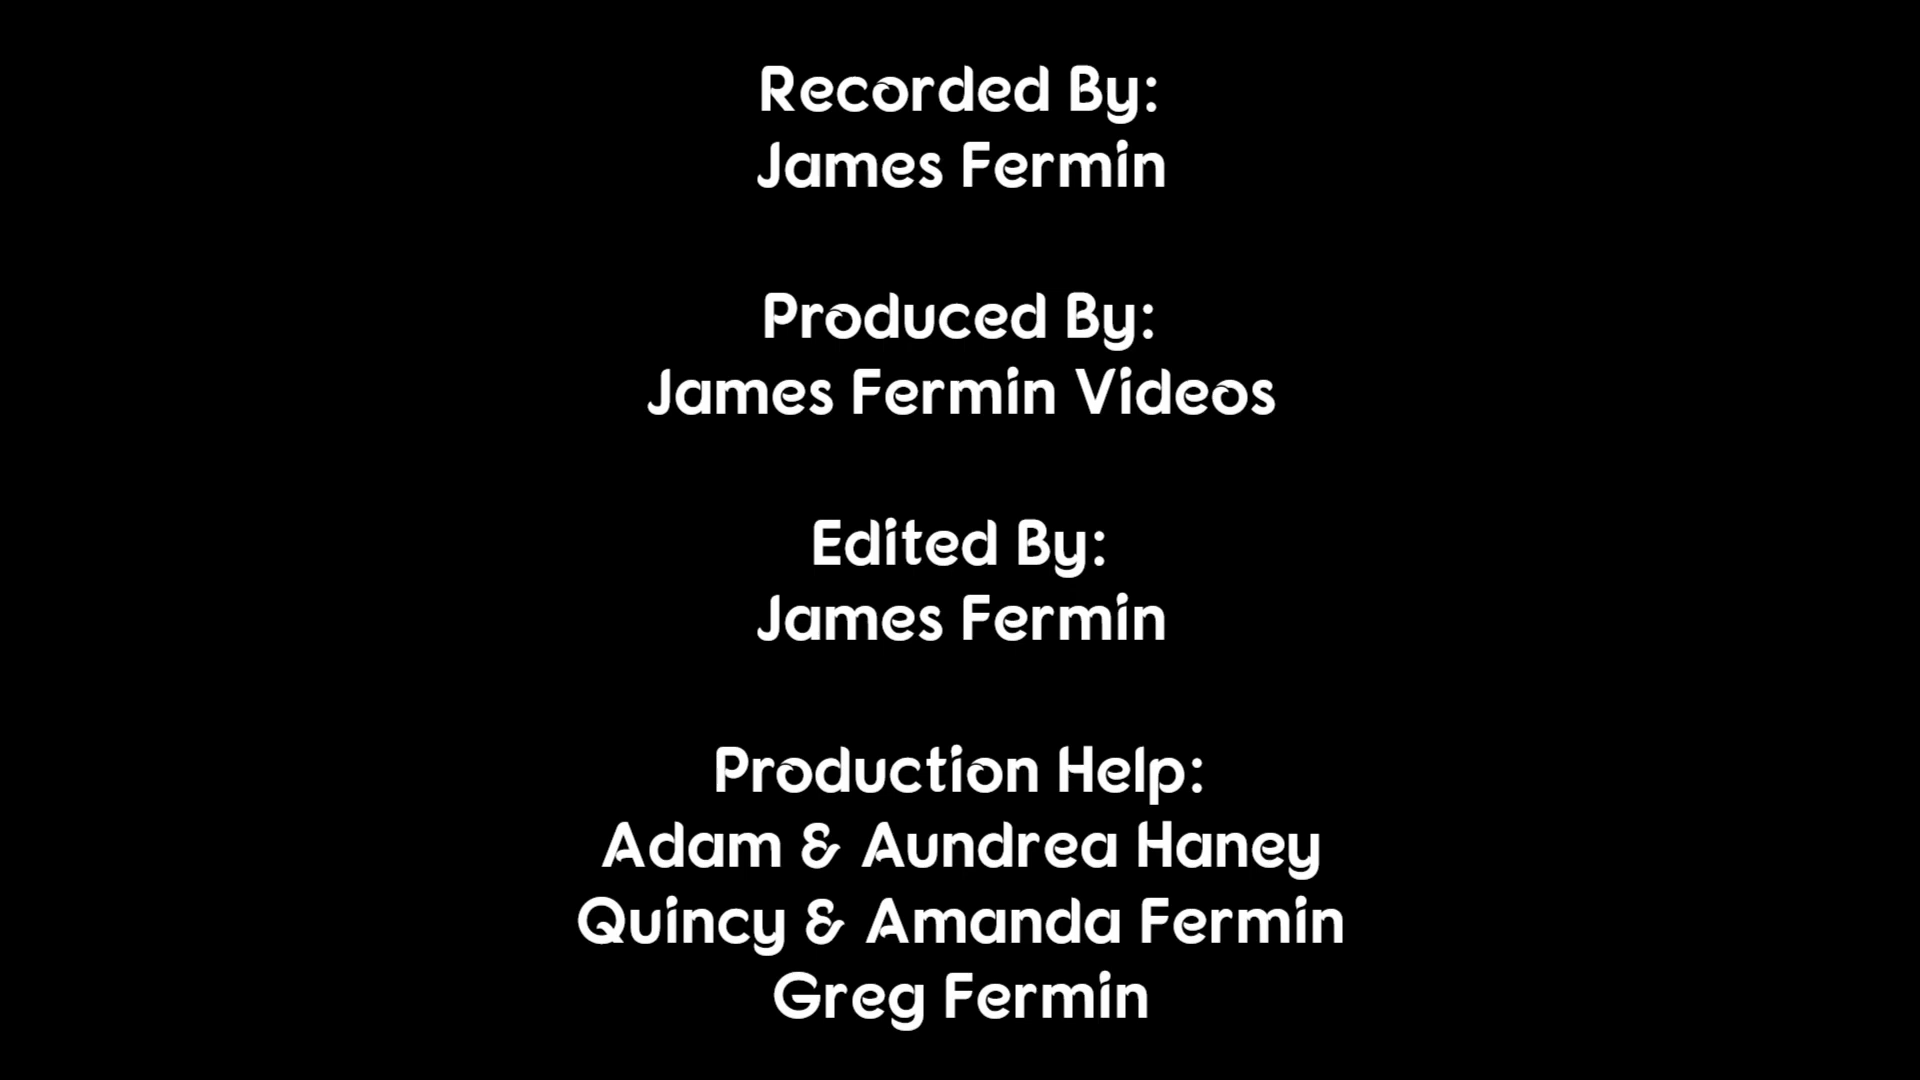 Recorded By:
James Fermin
Produced By:
James Fermin Videos
Edited By:
James Fermin
Production Help:
Adam & Aundrea Haney
Quincy & Amanda Fermin
Greg Fermin